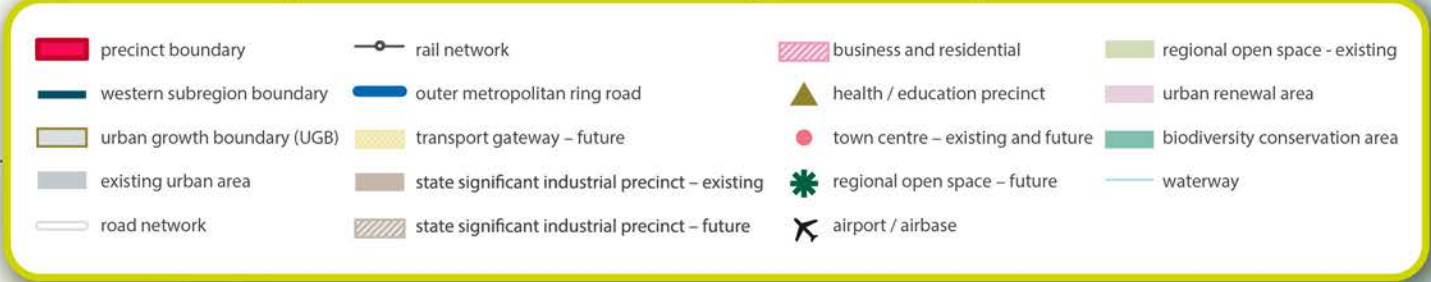 precinct boundary
western subregion boundary
urban growth boundary (UGB)
existing urban area
road network
rail network
outer metropolitan ring road
transport gateway – future
state significant industrial precinct – existing
state significant industrial precinct – future
business and residential
health / education precinct
town centre – existing and future
regional open space – future
airport / airbase
regional open space - existing
urban renewal area
biodiversity conservation area
waterway